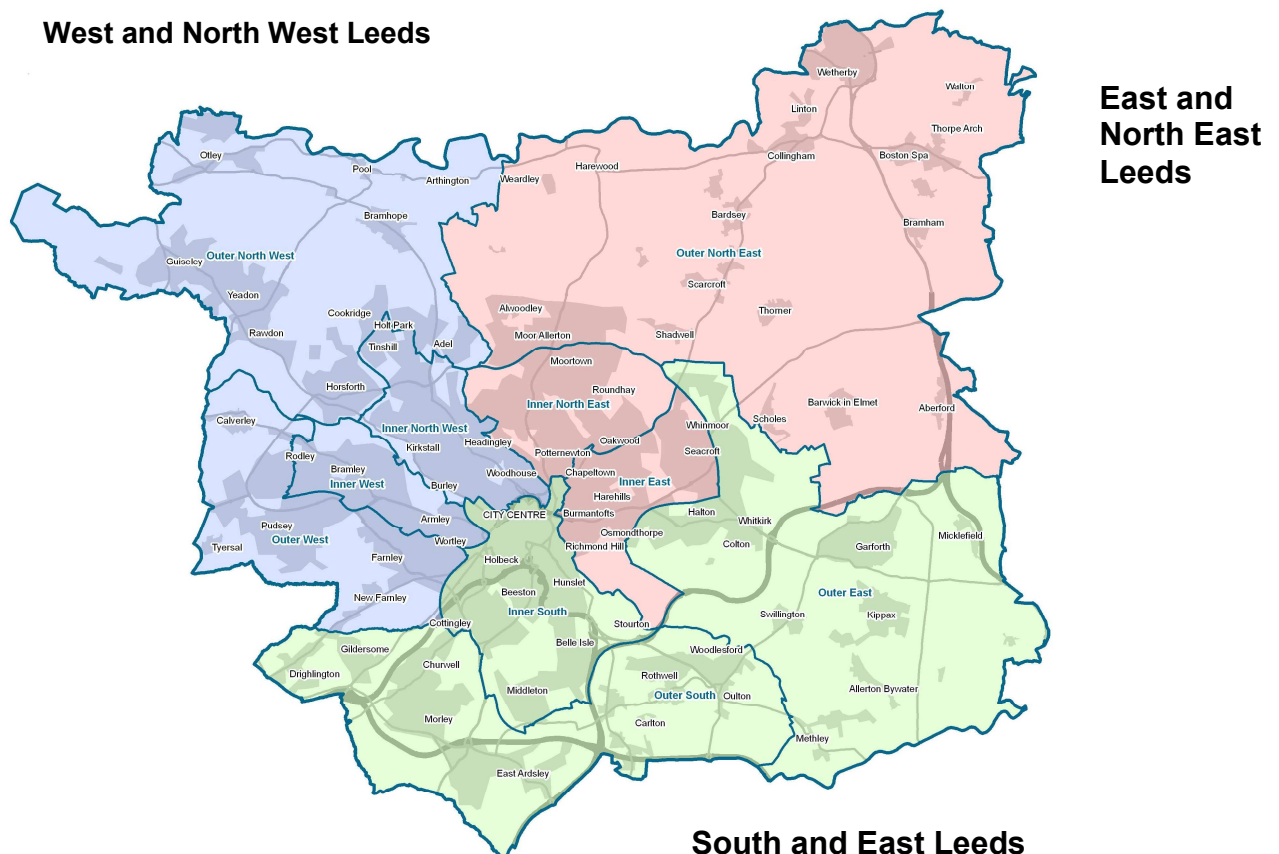 West and North West Leeds
East and
North East
Leeds
Wetherby
Walton
Linton
Thorpe Arch
Collingham
Boston Spa
Otley
Pool
Arthington
Weardley
Harewood
Bramhope
Bardsey
Bramham
Guiseley
Outer North West
Outer North East
Yeadon
Scarcroft
Rawdon
Cookridge
Holt Park
Tinshill
Adel
Alwoodley
Moor Allerton
Shadwell
Thorner
Moortown
Horsforth
Roundhay
Inner North East
Barwick in Elmet
Aberford
Calverley
Inner North West
Scholes
Whinmoor
Rodley
Kirkstall
Headingley
Oakwood
Potternewton
Seacroft
Bramley
Inner West
Burley
Woodhouse
Chapeltown
Inner East
Harehills
Pudsey
Outer West
Armley
CITY CENTRE
Burmantofts
Halton
Whitkirk
Tyersal
Farnley
Wortley
Osmondthorpe
Richmond Hill
Colton
Garforth
Micklefield
Holbeck
New Farnley
Beeston
Hunslet
Inner South
Outer East
Swillington
Kippax
Cottingley
Stourton
Belle Isle
Gildersome
Churwell
Drighlington
Woodlesford
Rothwell
Middleton
Outer South
Oulton
Allerton Bywater
Morley
Carlton
Methley
East Ardsley
South and East Leeds